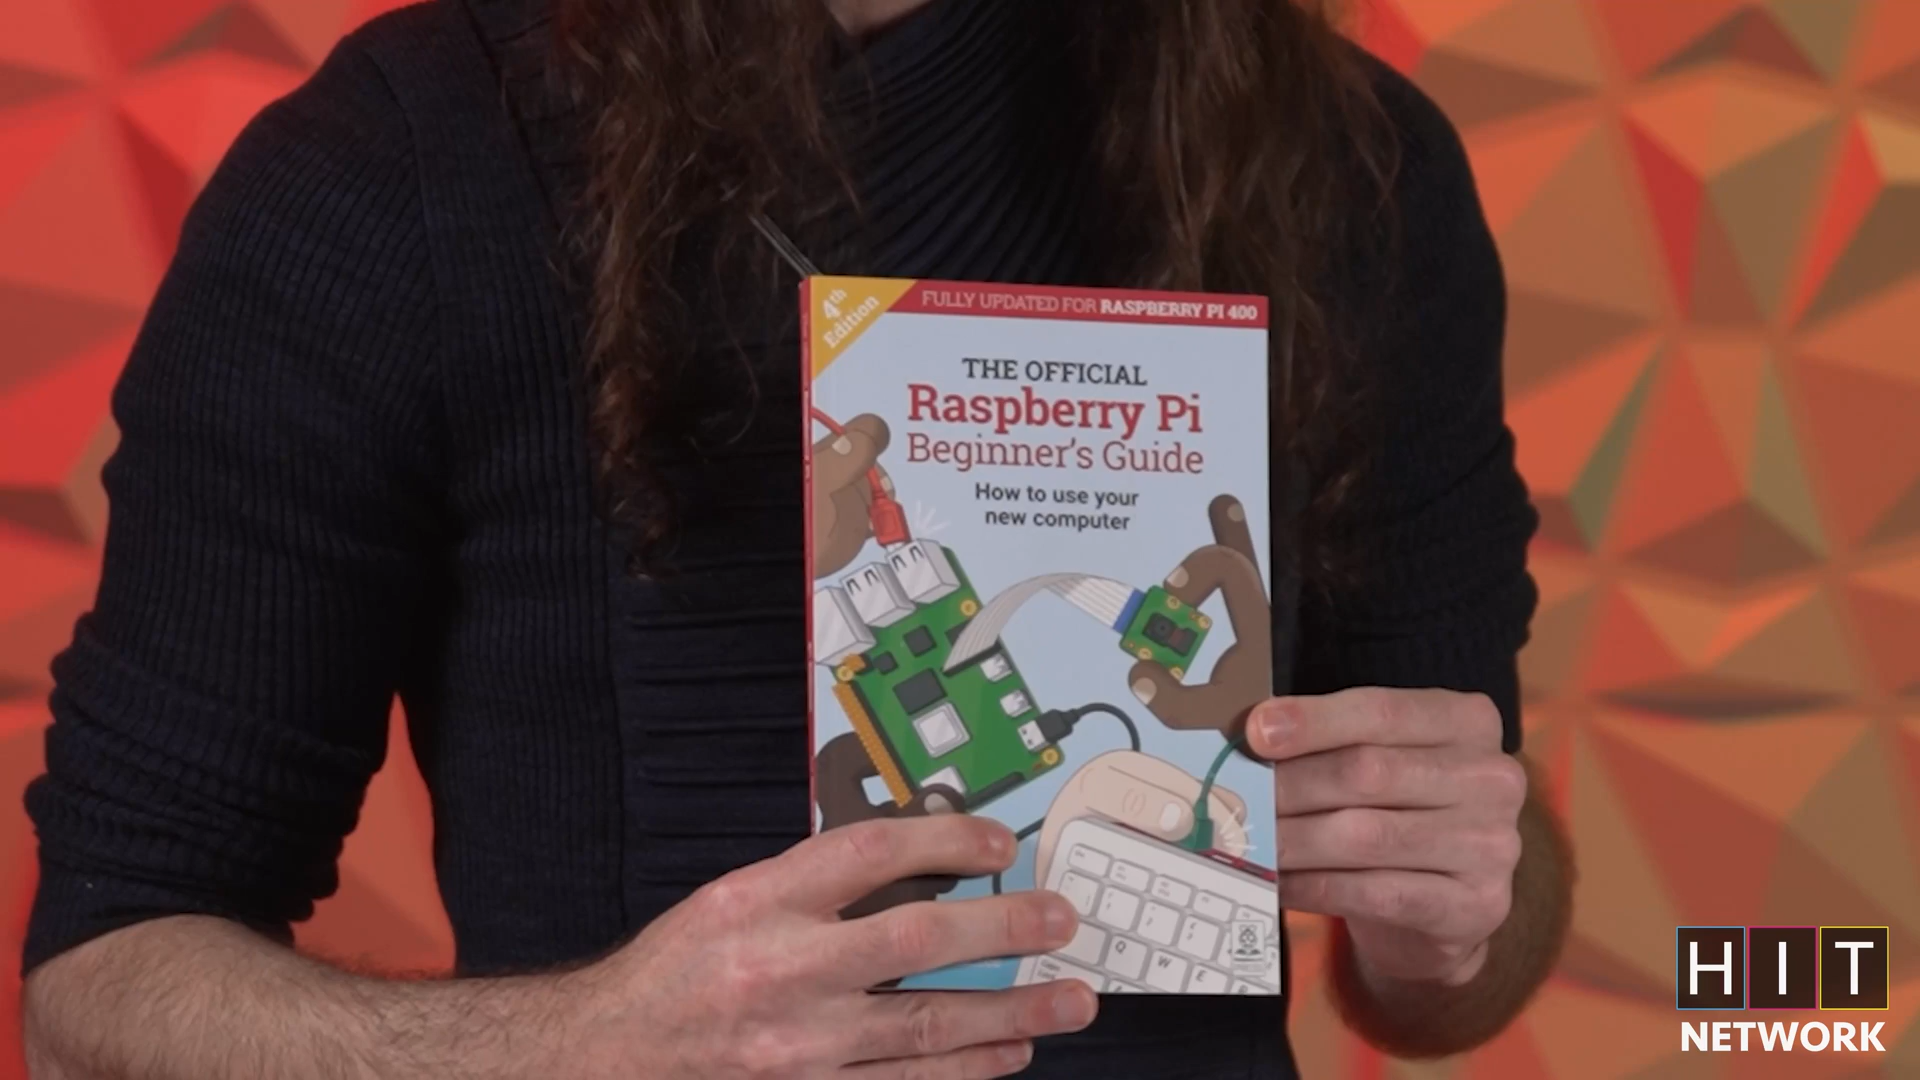 4th
Edition
FULLY UPDATED FOR RASPBERRY PI 400
THE OFFICIAL
Raspberry Pi
Beginner's Guide
How to use your
new computer
Q W E
HIT
NETWORK